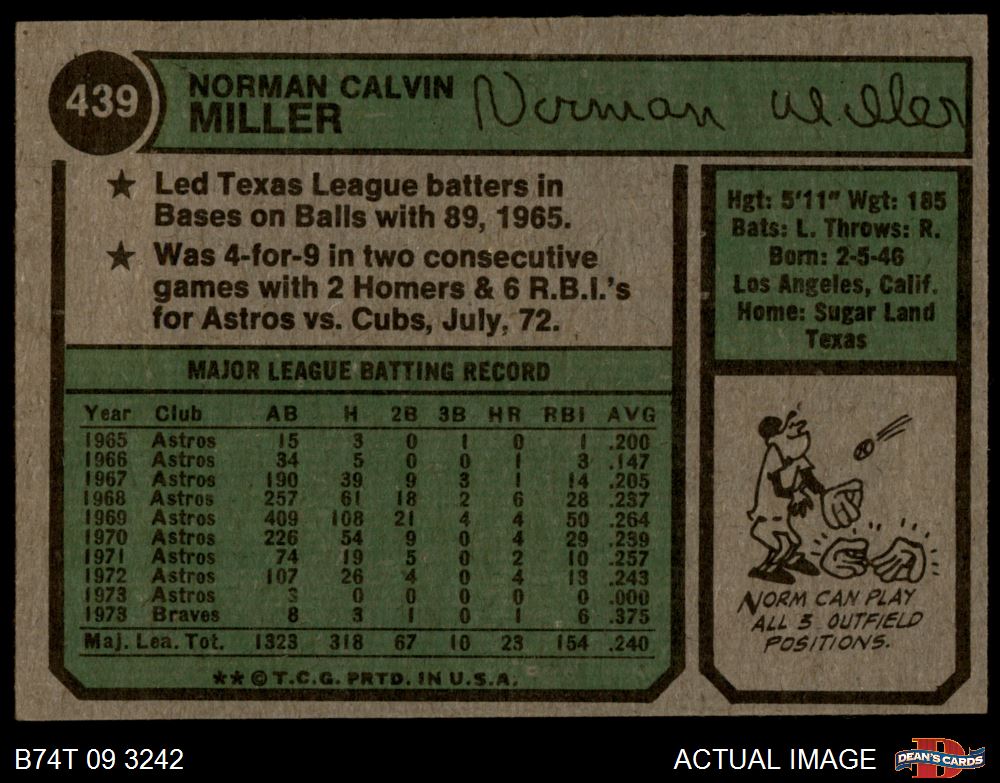 439
NORMAN CALVIN
MILLER
Norman Miller
★ Led Texas League batters in
Bases on Balls with 89, 1965.
★ Was 4-for-9 in two consecutive
games with 2 Homers & 6 R.B.I.'s
for Astros vs. Cubs, July, 72.
Hgt: 5'11" Wgt: 185
Bats: L. Throws: R.
Born: 2-5-46
Los Angeles, Calif.
Home: Sugar Land
Texas
MAJOR LEAGUE BATTING RECORD
Year Club AB H 2B 3B HR RBI AVG
1965 Astros 15 3 0 1 0 1 .200
1966 Astros 34 5 0 0 1 3 .147
1967 Astros 190 39 9 3 1 14 .205
1968 Astros 257 61 18 2 6 28 .237
1969 Astros 409 108 21 4 4 50 .264
1970 Astros 226 54 9 0 4 29 .239
1971 Astros 74 19 5 0 2 10 .257
1972 Astros 107 26 4 0 4 13 .243
1973 Astros 3 0 0 0 0 0 .000
1973 Braves 8 3 1 0 1 6 .375
Maj. Lea. Tot. 1323 318 67 10 23 154 .240
★★ © T.C.G. PRTD. IN U.S.A.
NORM CAN PLAY
ALL 3 OUTFIELD
POSITIONS.
B74T 09 3242
ACTUAL IMAGE
D
DEAN'S CARDS